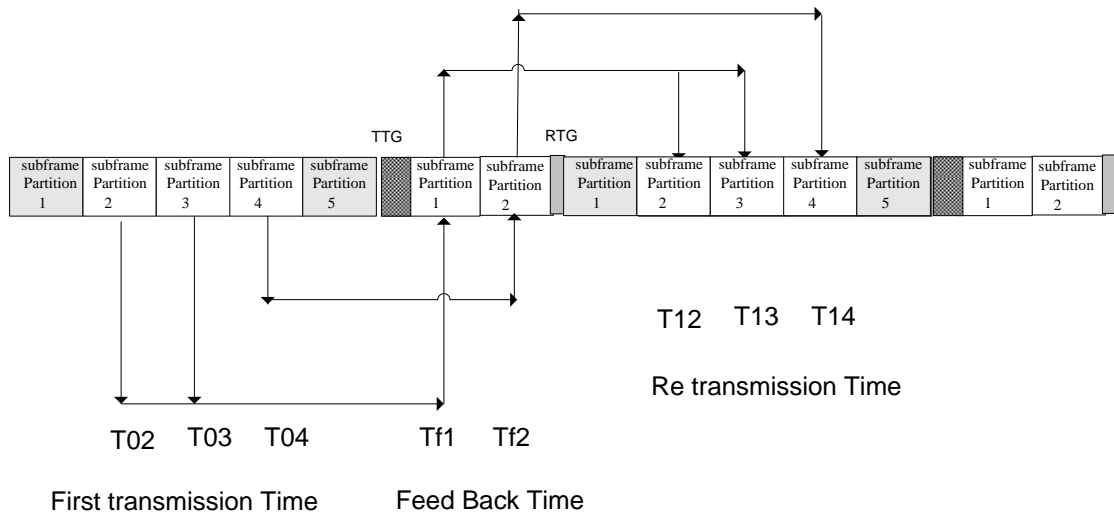 TTG
RTG
subframe
Partition
1
subframe
Partition
2
subframe
Partition
3
subframe
Partition
4
subframe
Partition
5
subframe
Partition
1
subframe
Partition
2
subframe
Partition
1
subframe
Partition
2
subframe
Partition
3
subframe
Partition
4
subframe
Partition
5
subframe
Partition
1
subframe
Partition
2
T12 T13 T14
Re transmission Time
T02 T03 T04 Tf1 Tf2
First transmission Time Feed Back Time